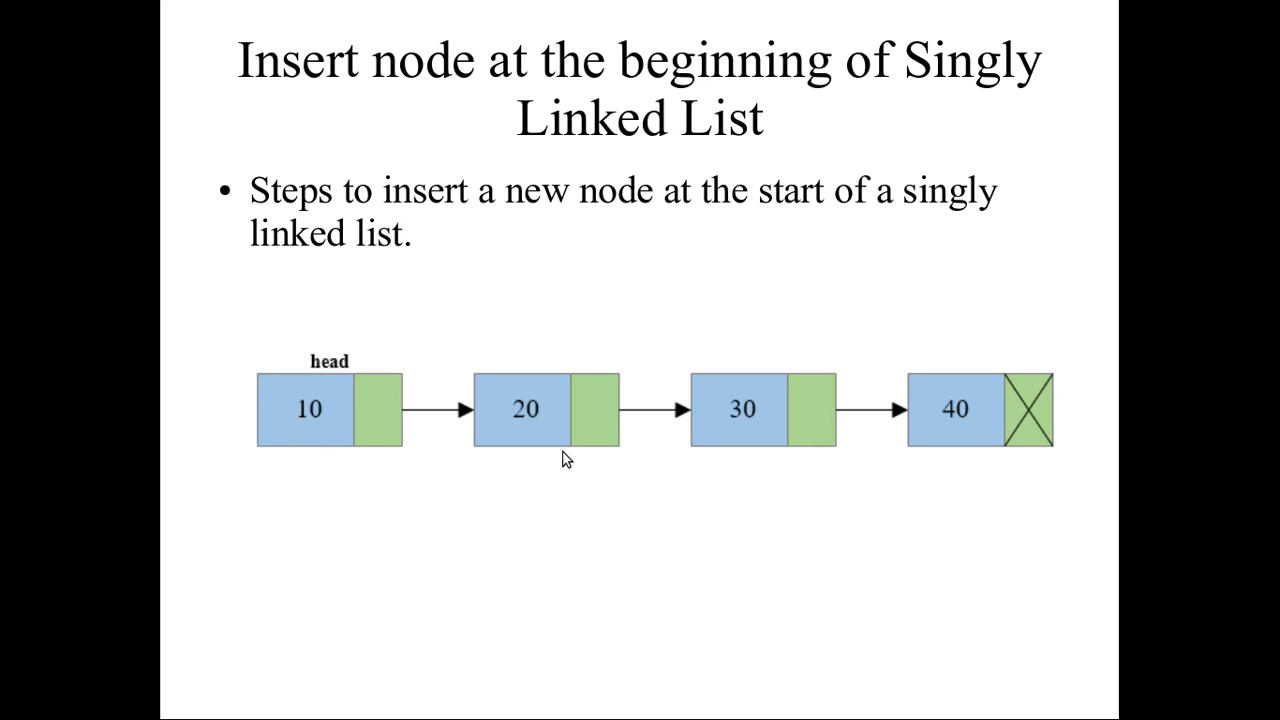 Insert node at the beginning of Singly
Linked List
• Steps to insert a new node at the start of a singly
linked list.
head
10 20 30 40